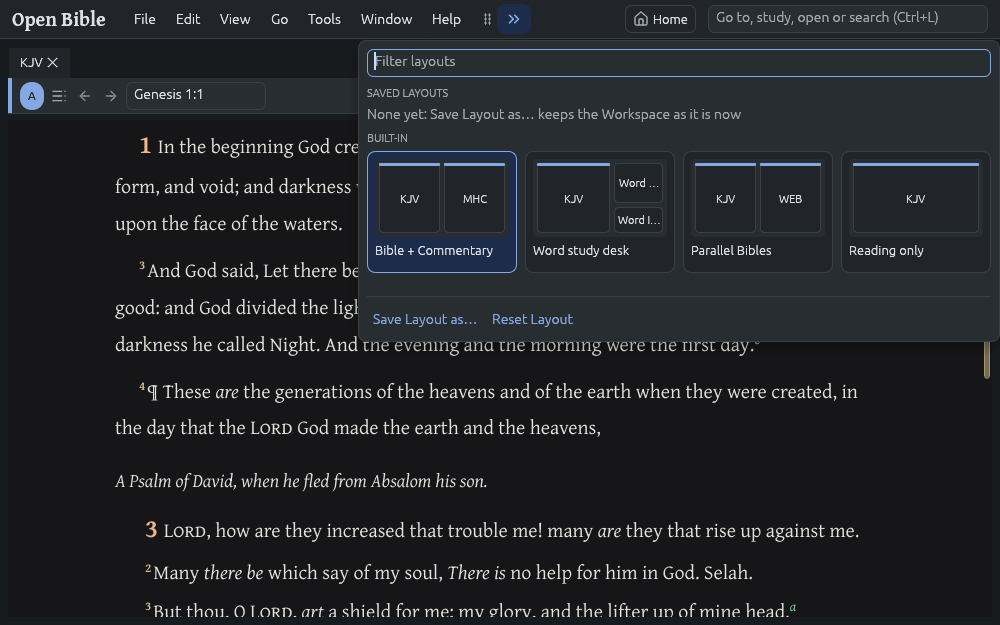 Open Bible File Edit View Go Tools Window Help Home Go to, study, open or search (Ctrl+L)
KJV
A Genesis 1:1
Filter layouts
SAVED LAYOUTS
None yet: Save Layout as… keeps the Workspace as it is now
BUILT-IN
KJV MHC
Bible + Commentary
KJV Word … Word I…
Word study desk
KJV WEB
Parallel Bibles
KJV
Reading only
Save Layout as… Reset Layout
1 In the beginning God cre
form, and void; and darkness
upon the face of the waters.
3 And God said, Let there be
good: and God divided the
darkness he called Night. And the evening and the morning were the first day.
4 ¶ These are the generations of the heavens and of the earth when they were created, in
the day that the LORD God made the earth and the heavens,
A Psalm of David, when he fled from Absalom his son.
3 LORD, how are they increased that trouble me! many are they that rise up against me.
2 Many there be which say of my soul, There is no help for him in God. Selah.
3 But thou, O LORD, art a shield for me; my glory, and the lifter up of mine head. a